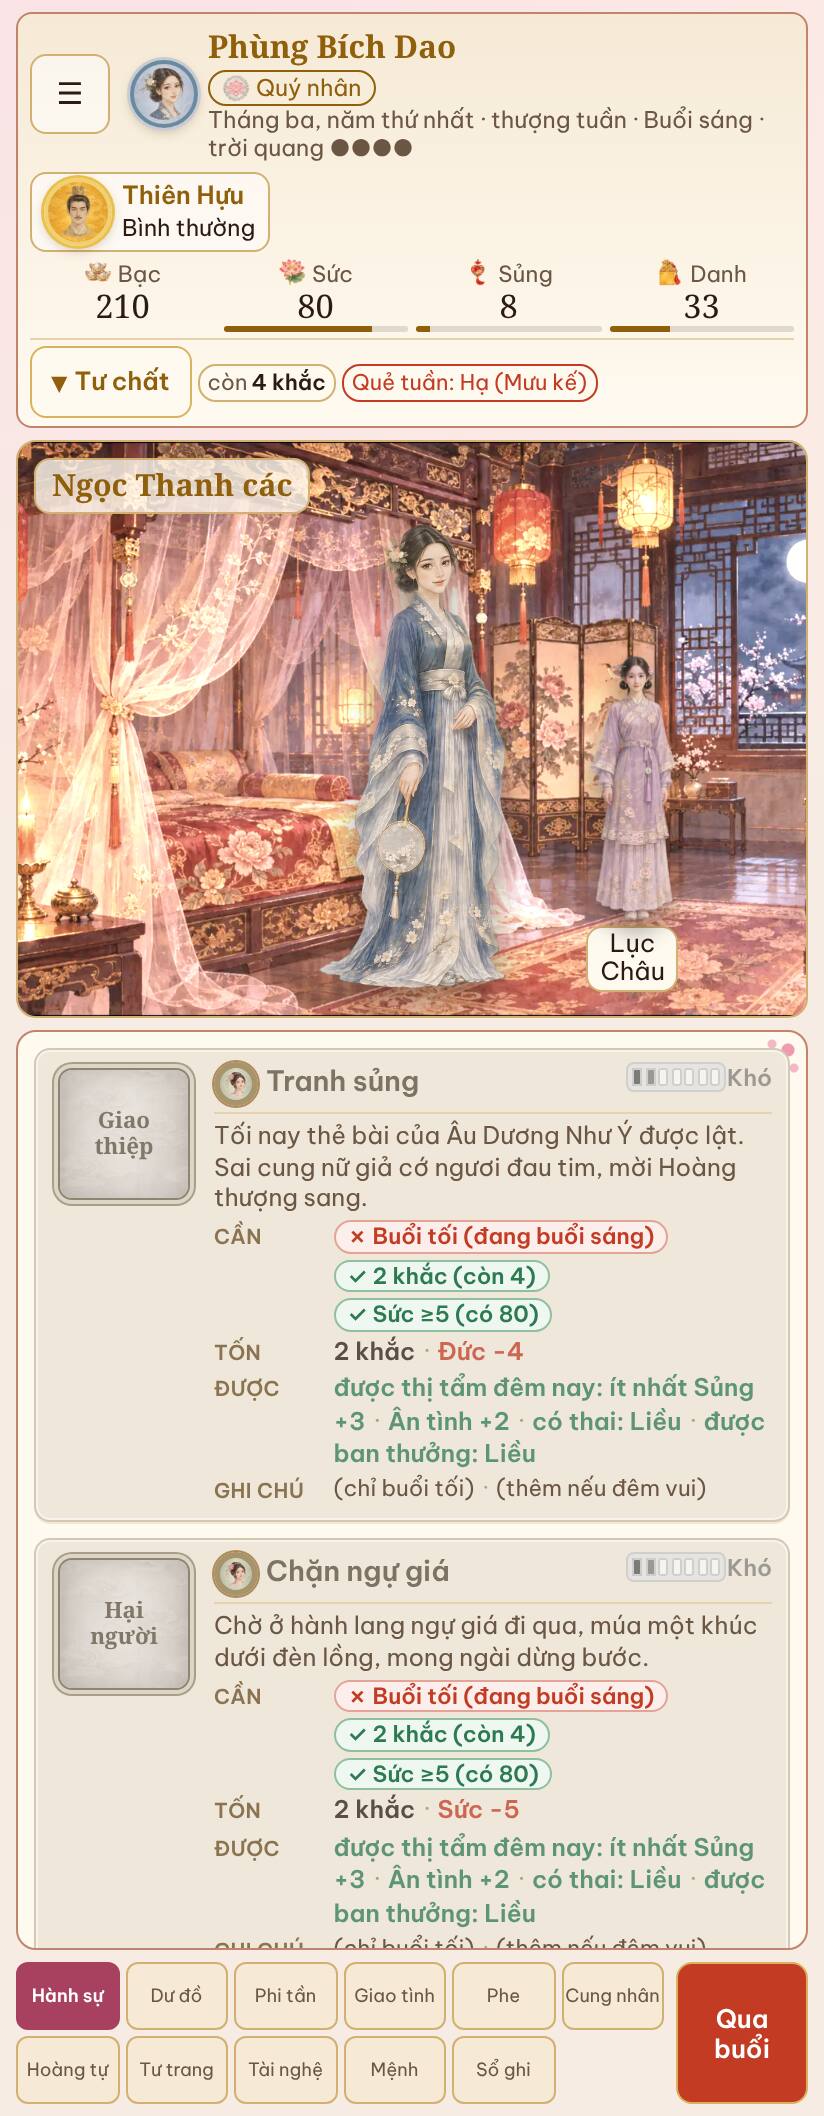 ☰
Phùng Bích Dao
Quý nhân
Tháng ba, năm thứ nhất · thượng tuần · Buổi sáng ·
trời quang ●●●●
Thiên Hựu
Bình thường
Bạc
210
Sức
80
Sủng
8
Danh
33
▼ Tư chất
còn 4 khắc
Quẻ tuần: Hạ (Mưu kế)
Ngọc Thanh các
Lục
Châu
Giao
thiệp
Tranh sủng
Khó
Tối nay thẻ bài của Âu Dương Như Ý được lật.
Sai cung nữ giả cớ ngươi đau tim, mời Hoàng
thượng sang.
CẦN
× Buổi tối (đang buổi sáng)
✓ 2 khắc (còn 4)
✓ Sức ≥5 (có 80)
TỐN
2 khắc · Đức -4
ĐƯỢC
được thị tẩm đêm nay: ít nhất Sủng
+3 · Ân tình +2 · có thai: Liều · được
ban thưởng: Liều
GHI CHÚ
(chỉ buổi tối) · (thêm nếu đêm vui)
Hại
người
Chặn ngự giá
Khó
Chờ ở hành lang ngự giá đi qua, múa một khúc
dưới đèn lồng, mong ngài dừng bước.
CẦN
× Buổi tối (đang buổi sáng)
✓ 2 khắc (còn 4)
✓ Sức ≥5 (có 80)
TỐN
2 khắc · Sức -5
ĐƯỢC
được thị tẩm đêm nay: ít nhất Sủng
+3 · Ân tình +2 · có thai: Liều · được
ban thưởng: Liều
GHI CHÚ
(chỉ buổi tối) · (thêm nếu đêm vui)
Hành sự
Dư đồ
Phi tần
Giao tình
Phe
Cung nhân
Qua
buổi
Hoàng tự
Tư trang
Tài nghệ
Mệnh
Sổ ghi